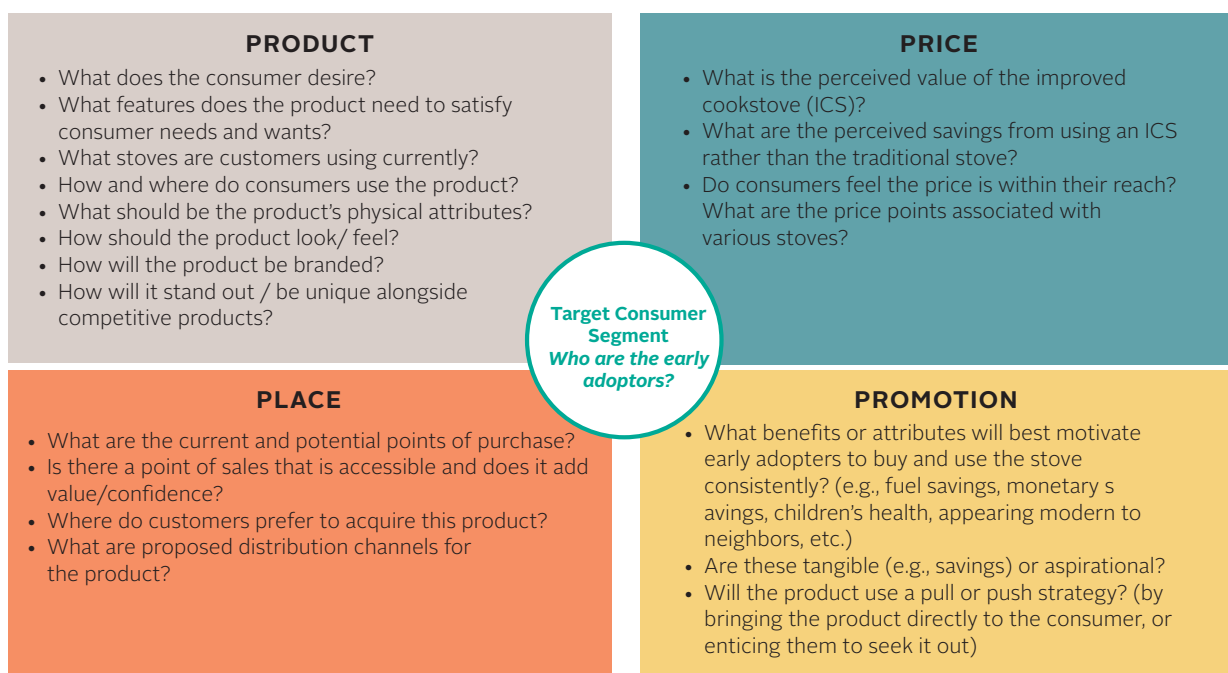 PRODUCT
• What does the consumer desire?
• What features does the product need to satisfy
consumer needs and wants?
• What stoves are customers using currently?
• How and where do consumers use the product?
• What should be the product's physical attributes?
• How should the product look/ feel?
• How will the product be branded?
• How will it stand out / be unique alongside
competitive products?
PRICE
• What is the perceived value of the improved
cookstove (ICS)?
• What are the perceived savings from using an ICS
rather than the traditional stove?
• Do consumers feel the price is within their reach?
What are the price points associated with
various stoves?
Target Consumer
Segment
Who are the early
adoptors?
PLACE
• What are the current and potential points of purchase?
• Is there a point of sales that is accessible and does it add
value/confidence?
• Where do customers prefer to acquire this product?
• What are proposed distribution channels for
the product?
PROMOTION
• What benefits or attributes will best motivate
early adopters to buy and use the stove
consistently? (e.g., fuel savings, monetary s
avings, children's health, appearing modern to
neighbors, etc.)
• Are these tangible (e.g., savings) or aspirational?
• Will the product use a pull or push strategy? (by
bringing the product directly to the consumer, or
enticing them to seek it out)